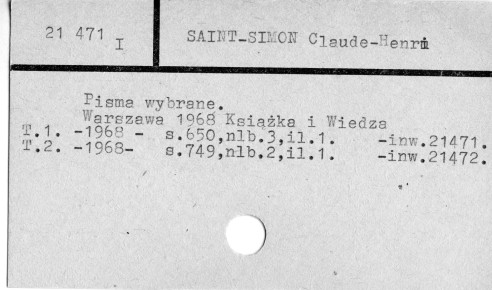 21 471 I
SAINT-SIMON Claude-Henri
Pisma wybrane.
Warszawa 1968 Książka i Wiedza
T.1. -1968 - s.650,nlb.3,il.1. -inw.21471.
T.2. -1968- s.749,nlb.2,il.1. -inw.21472.